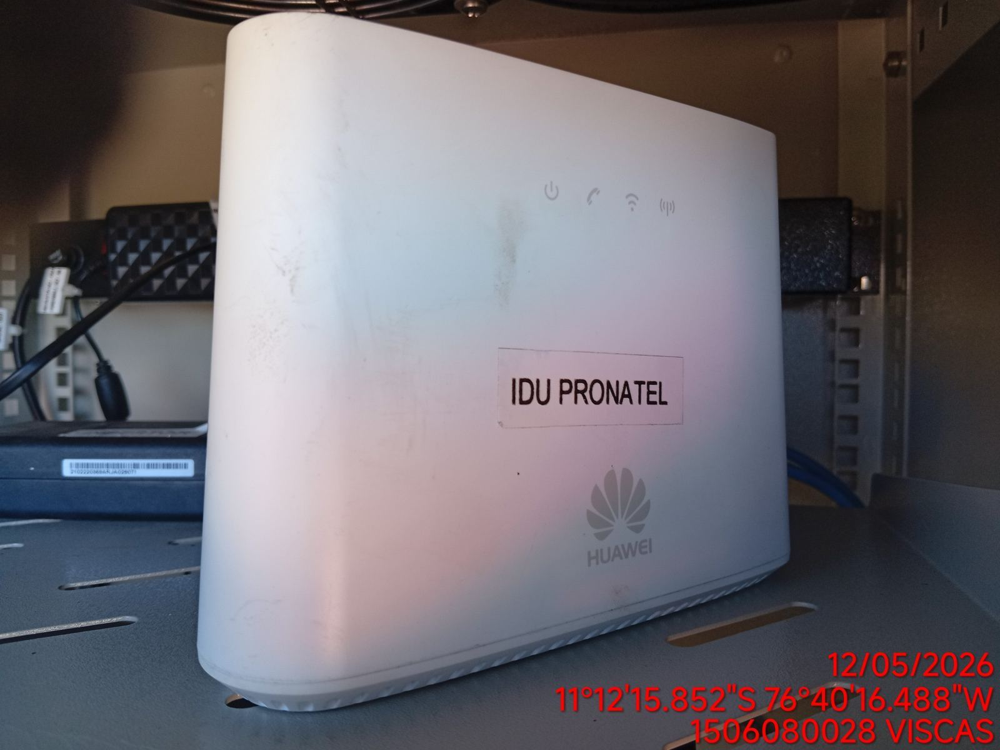 IDU PRONATEL
HUAWEI
12/05/2026
11°12'15.852"S 76°40'16.488"W
1506080028 VISCAS